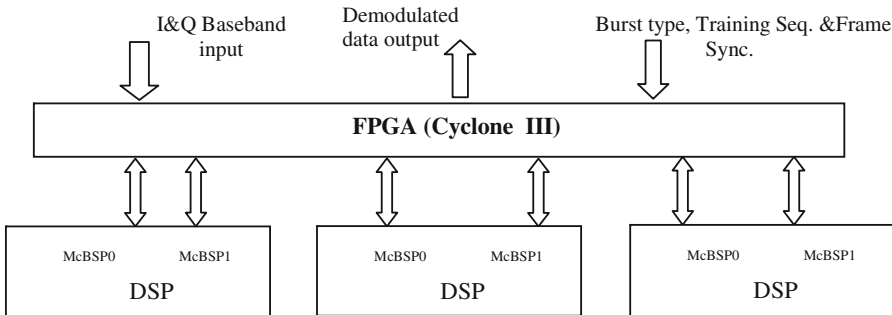 I&Q Baseband
input
Demodulated
data output
Burst type, Training Seq. &Frame
Sync.
FPGA (Cyclone III)
McBSP0 McBSP1
DSP
McBSP0 McBSP1
DSP
McBSP0 McBSP1
DSP